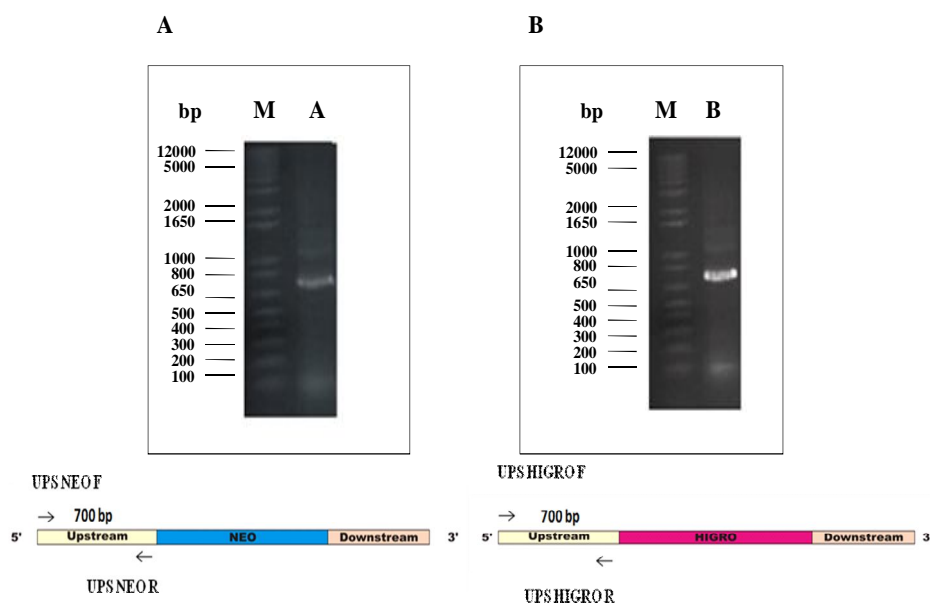 A
bp M A
12000
5000
2000
1650
1000
800
650
500
400
300
200
100
UPSNEOF
700 bp
5' Upstream NEO Downstream 3'
UPSNEOR
B
bp M B
12000
5000
2000
1650
1000
800
650
500
400
300
200
100
UPSHIGROF
700 bp
5' Upstream HIGRO Downstream 3
UPSHIGROR